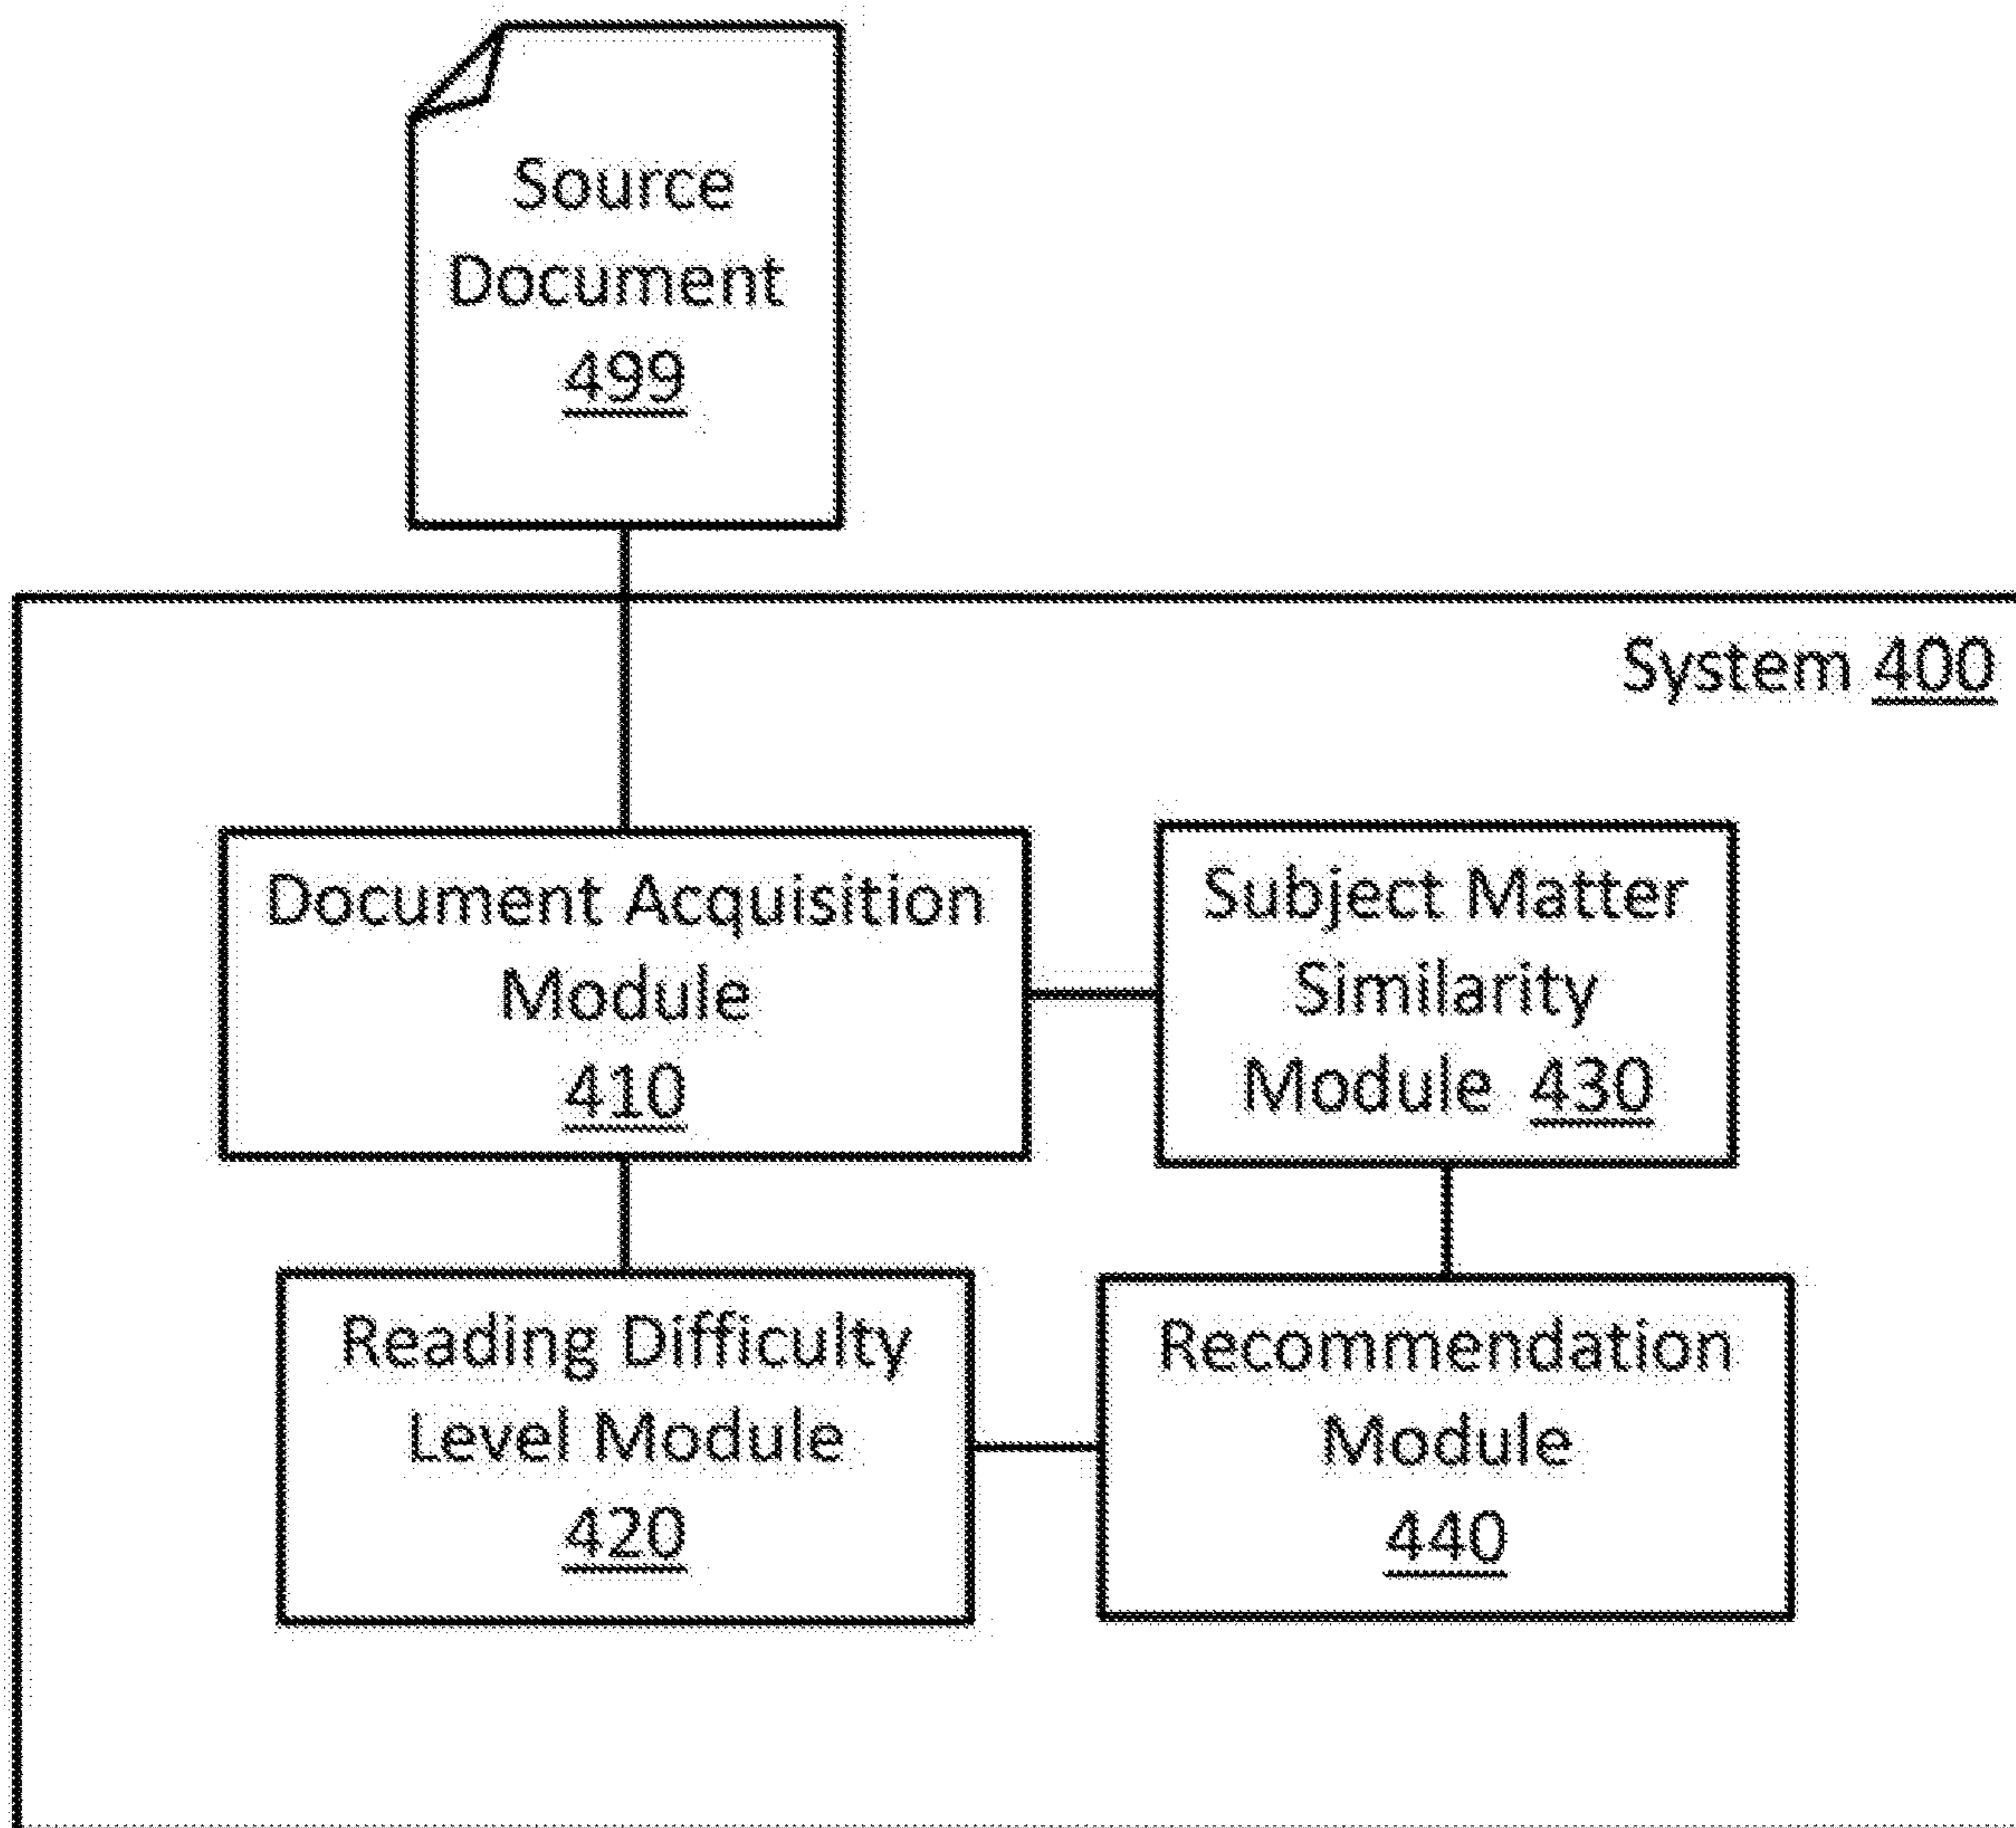 Source
Document
499
System 400
Document Acquisition
Module
410
Subject Matter
Similarity
Module 430
Reading Difficulty
Level Module
420
Recommendation
Module
440